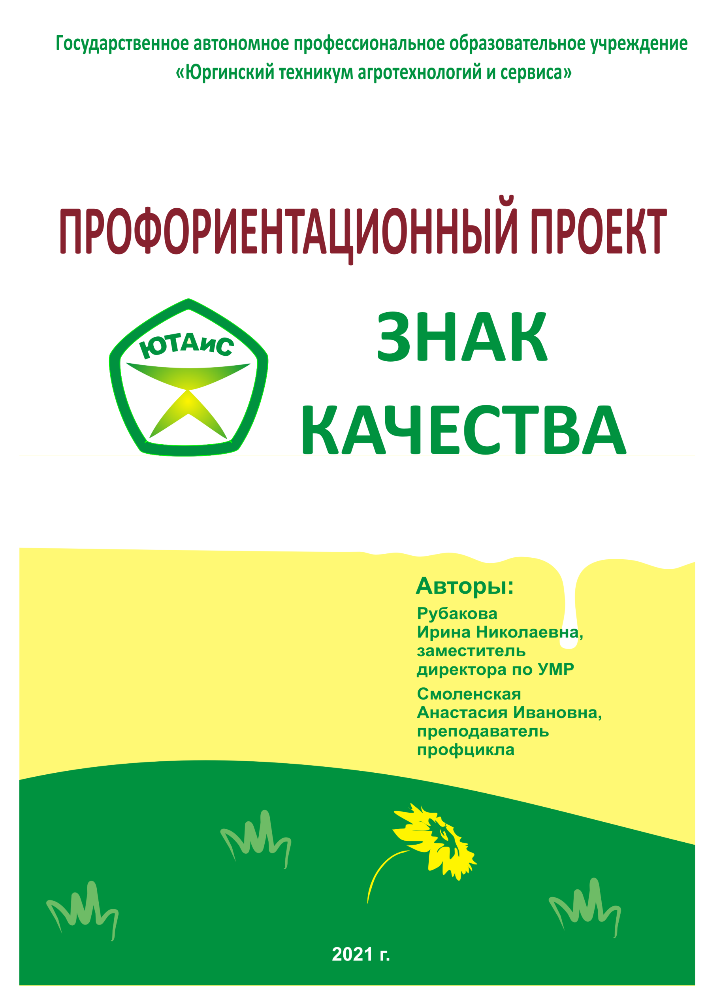 Государственное автономное профессиональное образовательное учреждение
«Юргинский техникум агротехнологий и сервиса»
ПРОФОРИЕНТАЦИОННЫЙ ПРОЕКТ
ЮТАиС
ЗНАК
КАЧЕСТВА
Авторы:
Рубакова
Ирина Николаевна,
заместитель
директора по УМР
Смоленская
Анастасия Ивановна,
преподаватель
профцикла
2021 г.